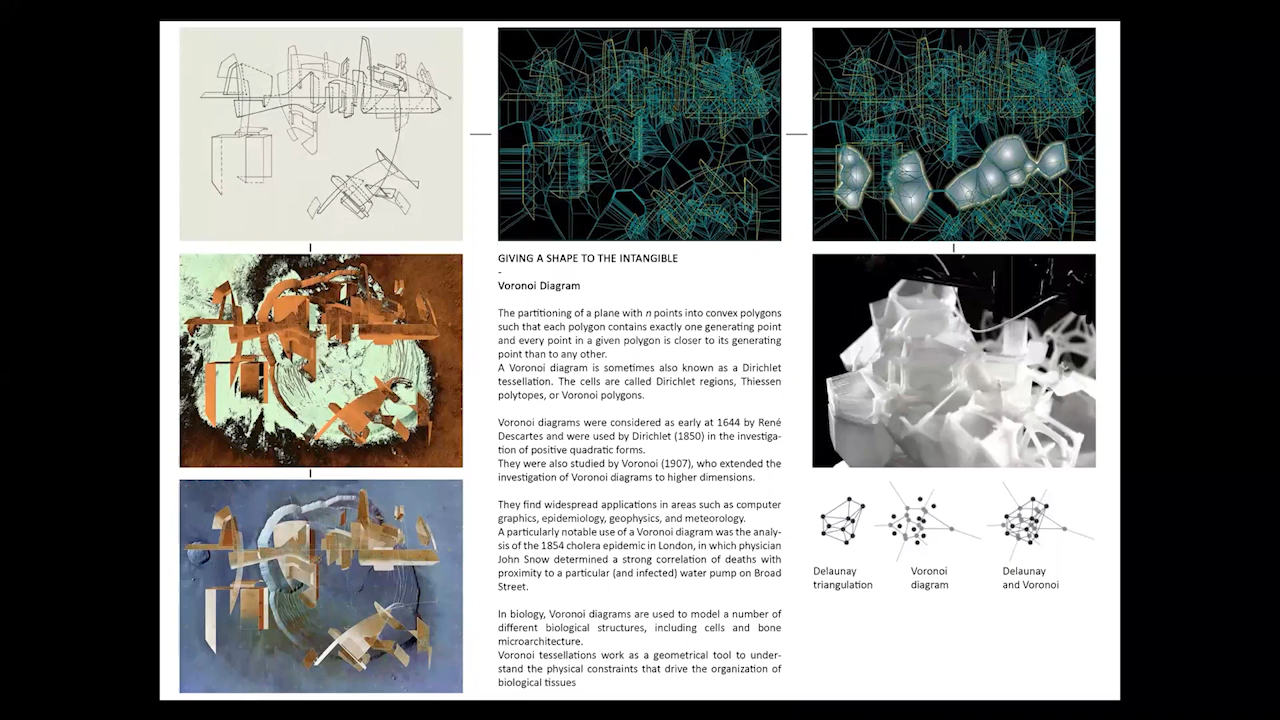 GIVING A SHAPE TO THE INTANGIBLE
-
Voronoi Diagram
The partitioning of a plane with n points into convex polygons
such that each polygon contains exactly one generating point
and every point in a given polygon is closer to its generating
point than to any other.
A Voronoi diagram is sometimes also known as a Dirichlet
tessellation. The cells are called Dirichlet regions, Thiessen
polytopes, or Voronoi polygons.
Voronoi diagrams were considered as early at 1644 by René
Descartes and were used by Dirichlet (1850) in the investiga-
tion of positive quadratic forms.
They were also studied by Voronoi (1907), who extended the
investigation of Voronoi diagrams to higher dimensions.
They find widespread applications in areas such as computer
graphics, epidemiology, geophysics, and meteorology.
A particularly notable use of a Voronoi diagram was the analy-
sis of the 1854 cholera epidemic in London, in which physician
John Snow determined a strong correlation of deaths with
proximity to a particular (and infected) water pump on Broad
Street.
In biology, Voronoi diagrams are used to model a number of
different biological structures, including cells and bone
microarchitecture.
Voronoi tessellations work as a geometrical tool to under-
stand the physical constraints that drive the organization of
biological tissues
Delaunay
triangulation
Voronoi
diagram
Delaunay
and Voronoi